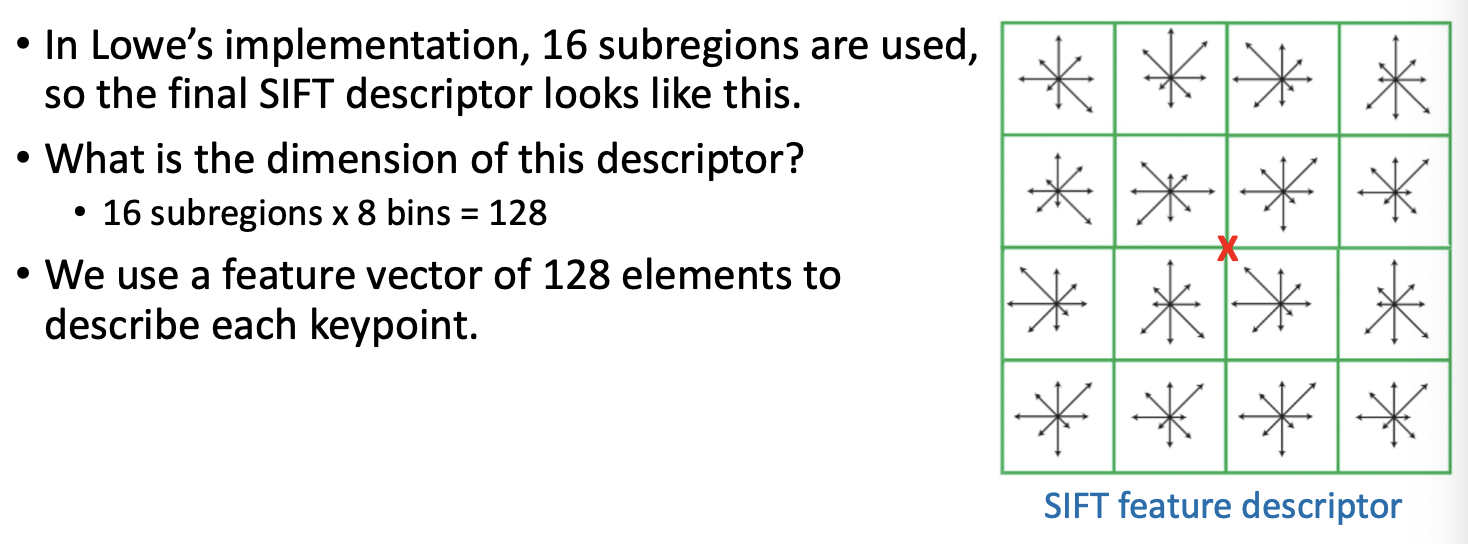 • In Lowe's implementation, 16 subregions are used,
so the final SIFT descriptor looks like this.
• What is the dimension of this descriptor?
• 16 subregions x 8 bins = 128
• We use a feature vector of 128 elements to
describe each keypoint.
X
SIFT feature descriptor